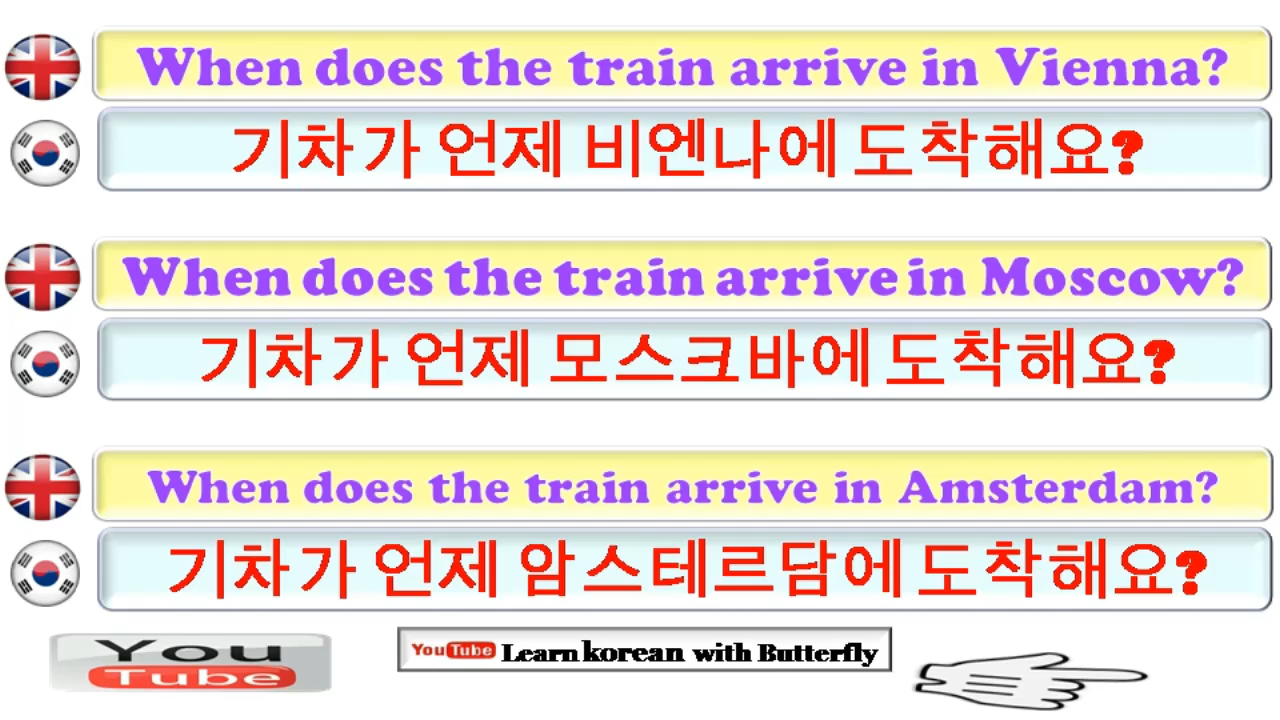 When does the train arrive in Vienna?
기차가 언제 비엔나에 도착해요?
When does the train arrive in Moscow?
기차가 언제 모스크바에 도착해요?
When does the train arrive in Amsterdam?
기차가 언제 암스테르담에 도착해요?
You
Tube
YouTube Learn korean with Butterfly